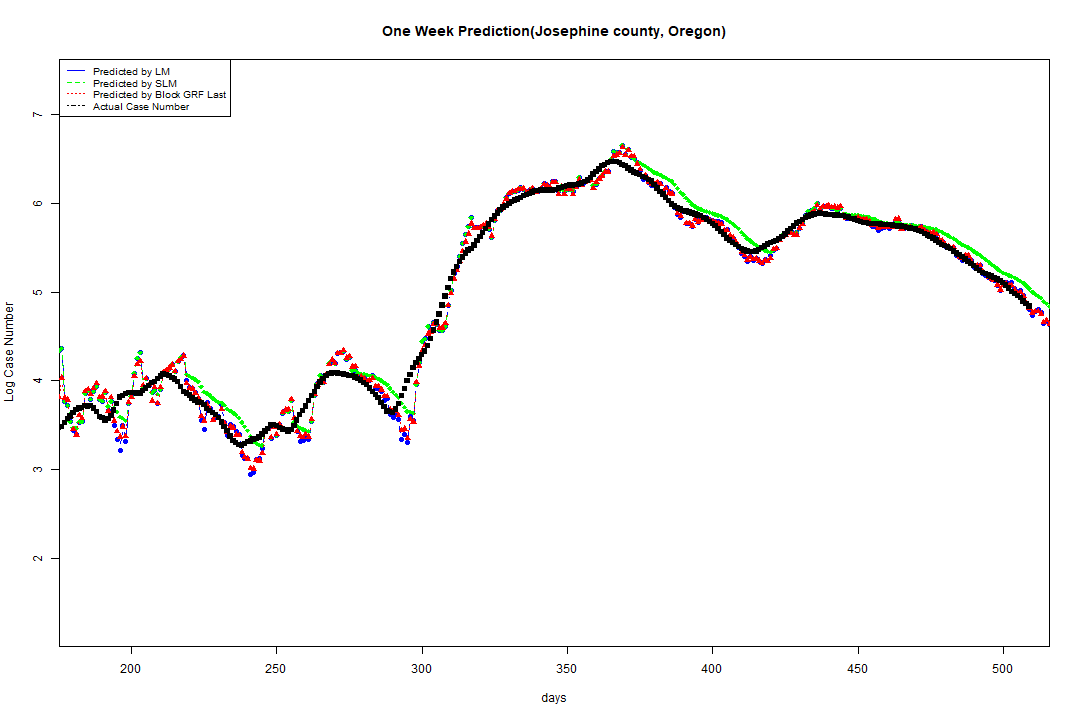 One Week Prediction(Josephine county, Oregon)
Predicted by LM
Predicted by SLM
Predicted by Block GRF Last
Actual Case Number
Log Case Number
7
6
5
4
3
2
200 250 300 350 400 450 500
days